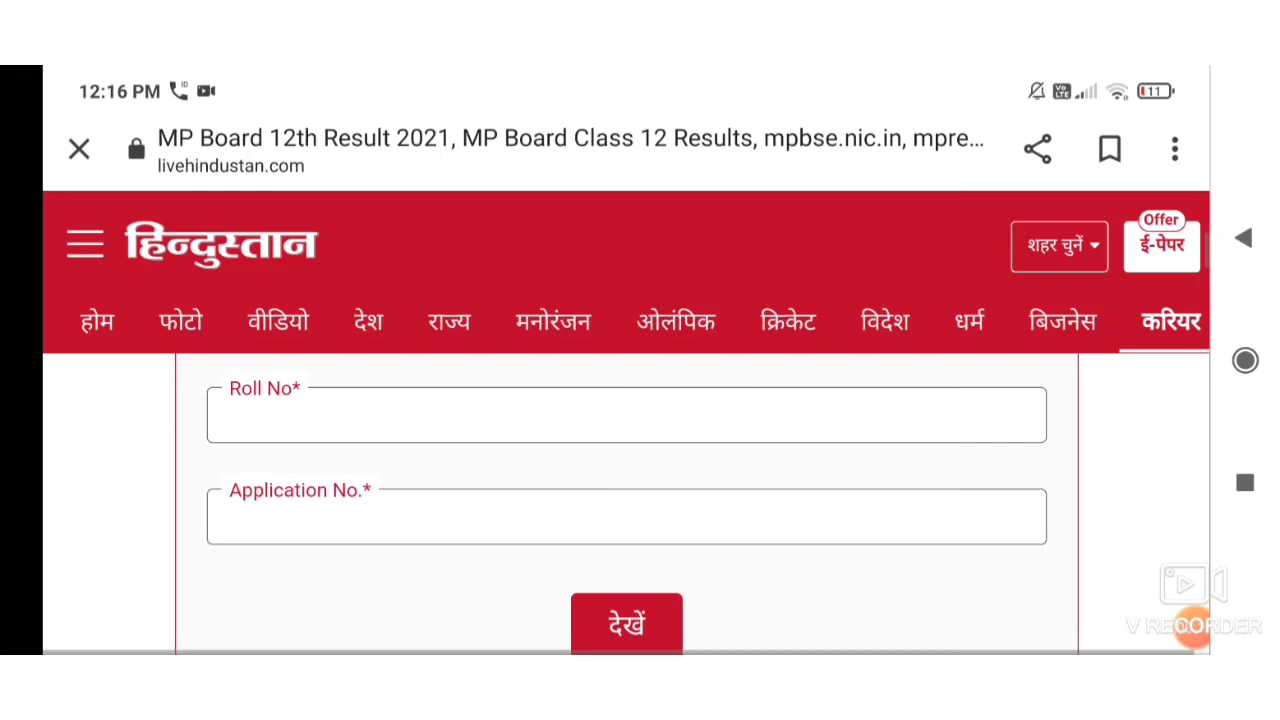 12:16 PM
11
MP Board 12th Result 2021, MP Board Class 12 Results, mpbse.nic.in, mpre...
livehindustan.com
हिन्दुस्तान
शहर चुनें
Offer
ई-पेपर
होम फोटो वीडियो देश राज्य मनोरंजन ओलंपिक क्रिकेट विदेश धर्म बिजनेस करियर
Roll No*
Application No.*
देखें
V RECORDER